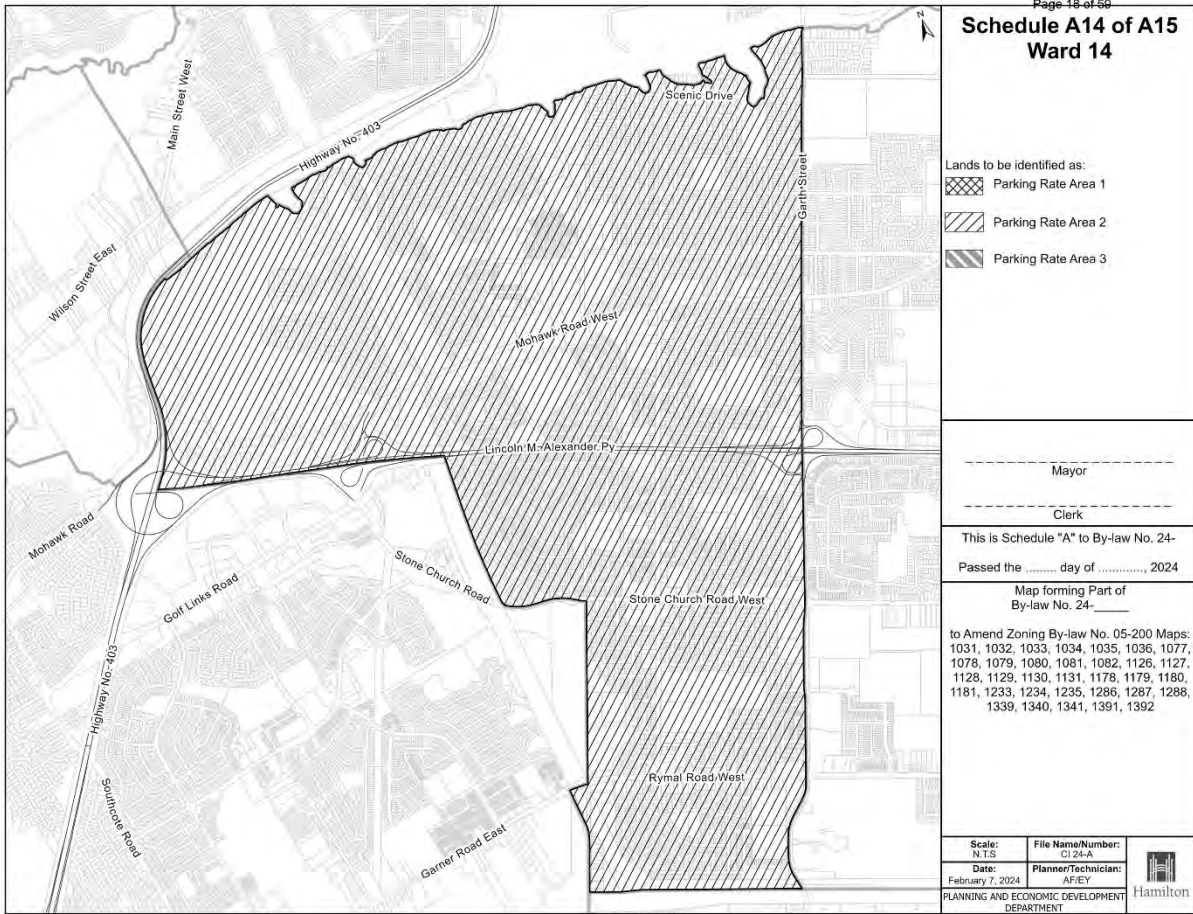 Page 18 of 59
Schedule A14 of A15
Ward 14
Lands to be identified as:
Parking Rate Area 1
Parking Rate Area 2
Parking Rate Area 3
Mayor
Clerk
This is Schedule "A" to By-law No. 24-
Passed the ......... day of ............., 2024
Map forming Part of
By-law No. 24-_____
to Amend Zoning By-law No. 05-200 Maps:
1031, 1032, 1033, 1034, 1035, 1036, 1077,
1078, 1079, 1080, 1081, 1082, 1126, 1127,
1128, 1129, 1130, 1131, 1178, 1179, 1180,
1181, 1233, 1234, 1235, 1286, 1287, 1288,
1339, 1340, 1341, 1391, 1392
Scale:
N.T.S
File Name/Number:
CI 24-A
Date:
February 7, 2024
Planner/Technician:
AF/EY
PLANNING AND ECONOMIC DEVELOPMENT
DEPARTMENT
Hamilton
N
Main Street West
Highway No. 403
Scenic Drive
Garth Street
Wilson Street East
Mohawk Road West
Lincoln M. Alexander Py
Mohawk Road
Golf Links Road
Stone Church Road
Stone Church Road West
Highway No. 403
Southcote Road
Rymal Road West
Garner Road East